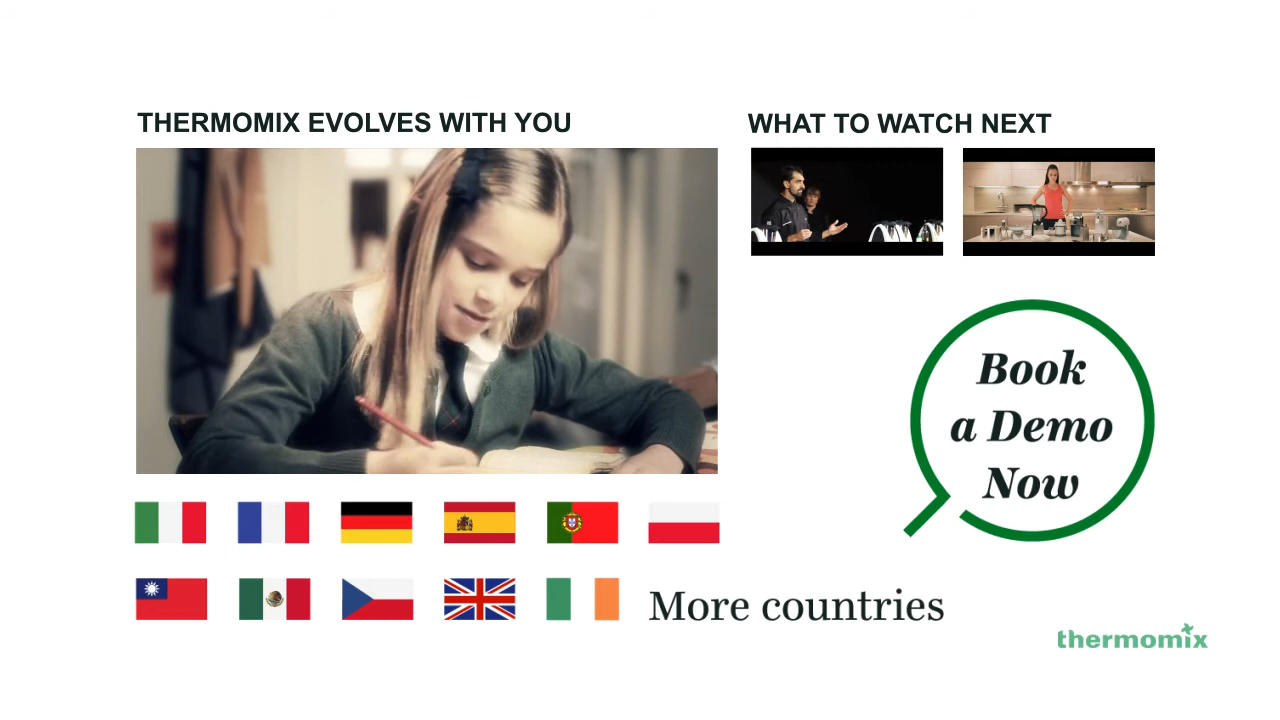 THERMOMIX EVOLVES WITH YOU
WHAT TO WATCH NEXT
Book
a Demo
Now
More countries
thermomix